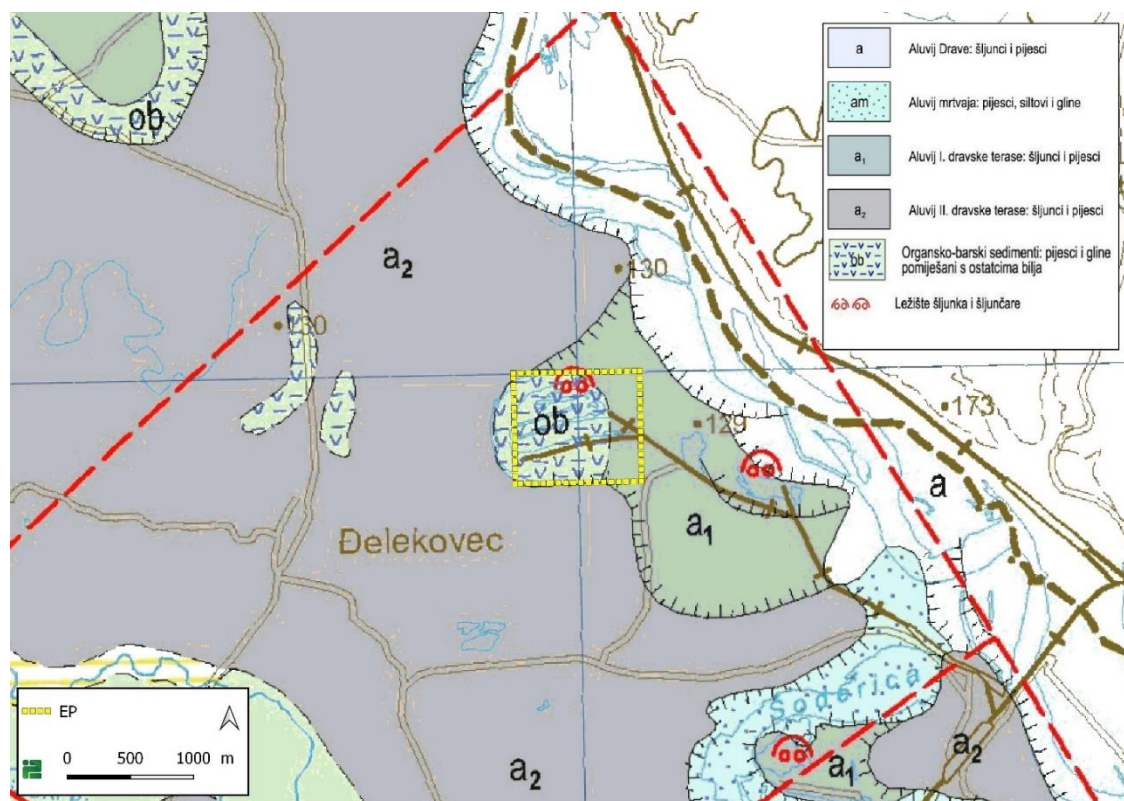 a
Aluvij Drave: šljunci i pijesci
am
Aluvij mrtvaja: pijesci, siltovi i gline
a1
Aluvij I. dravske terase: šljunci i pijesci
a2
Aluvij II. dravske terase: šljunci i pijesci
ob
Organsko-barski sedimenti: pijesci i gline
pomiješani s ostatcima bilja
Ležište šljunka i šljunčare
ob
a2
130
130
173
129
ob
a
a1
Đelekovec
Šoderica
a2
a1
a2
EP
0 500 1000 m